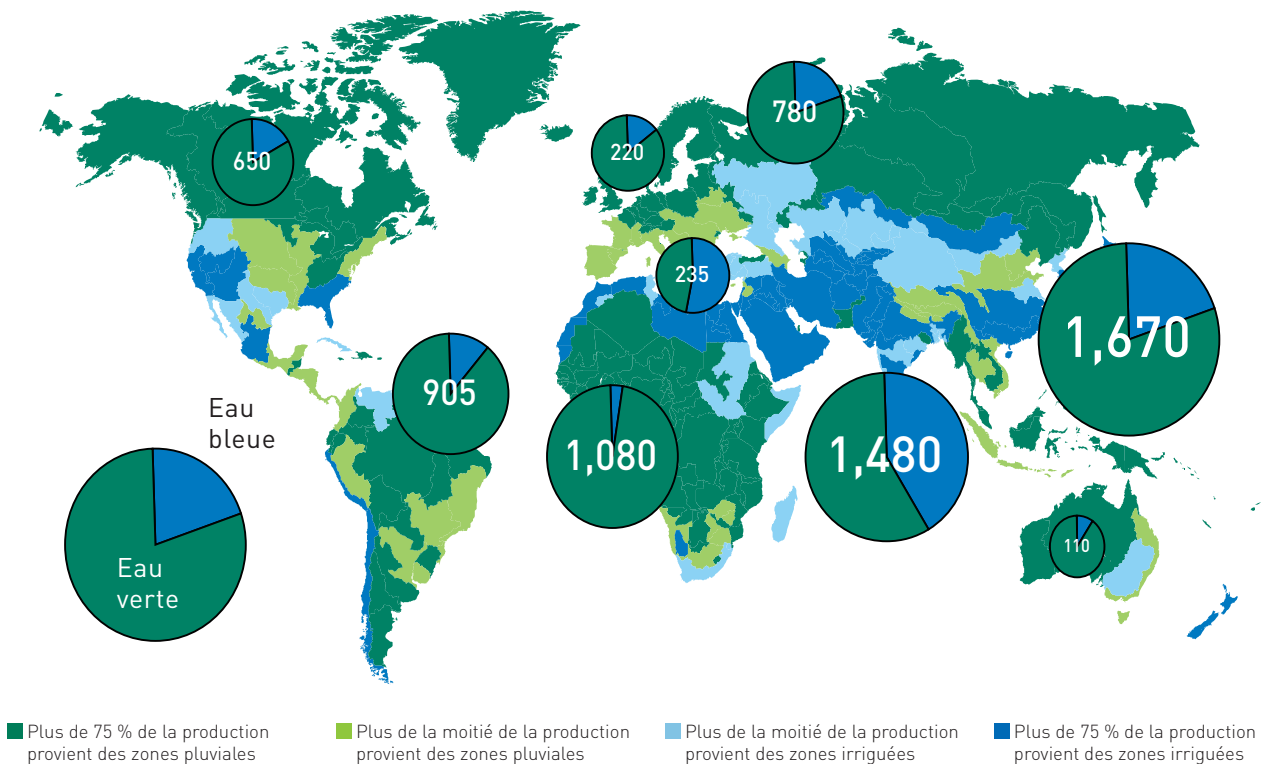 780
220
650
235
1,670
905
Eau
bleue
1,080
1,480
110
Eau
verte
Plus de 75 % de la production
provient des zones pluviales
Plus de la moitié de la production
provient des zones pluviales
Plus de la moitié de la production
provient des zones irriguées
Plus de 75 % de la production
provient des zones irriguées